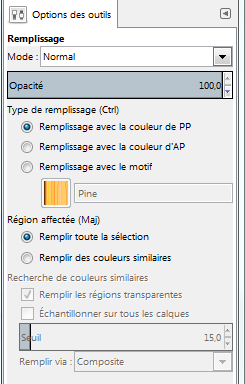 Options des outils
Remplissage
Mode : Normal
Opacité 100,0
Type de remplissage (Ctrl)
Remplissage avec la couleur de PP
Remplissage avec la couleur d'AP
Remplissage avec le motif
Pine
Région affectée (Maj)
Remplir toute la sélection
Remplir des couleurs similaires
Recherche de couleurs similaires
Remplir les régions transparentes
Échantillonner sur tous les calques
Seuil 15,0
Remplir via : Composite